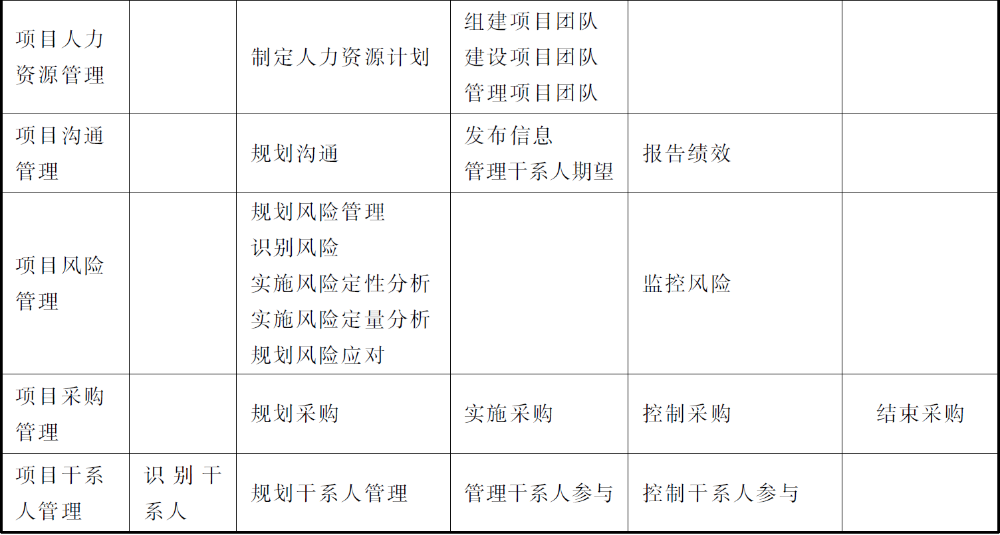 项目人力
资源管理
制定人力资源计划
组建项目团队
建设项目团队
管理项目团队
项目沟通
管理
规划沟通
发布信息
管理干系人期望
报告绩效
项目风险
管理
规划风险管理
识别风险
实施风险定性分析
实施风险定量分析
规划风险应对
监控风险
项目采购
管理
规划采购
实施采购
控制采购
结束采购
项目干系
人管理
识别干
系人
规划干系人管理
管理干系人参与
控制干系人参与